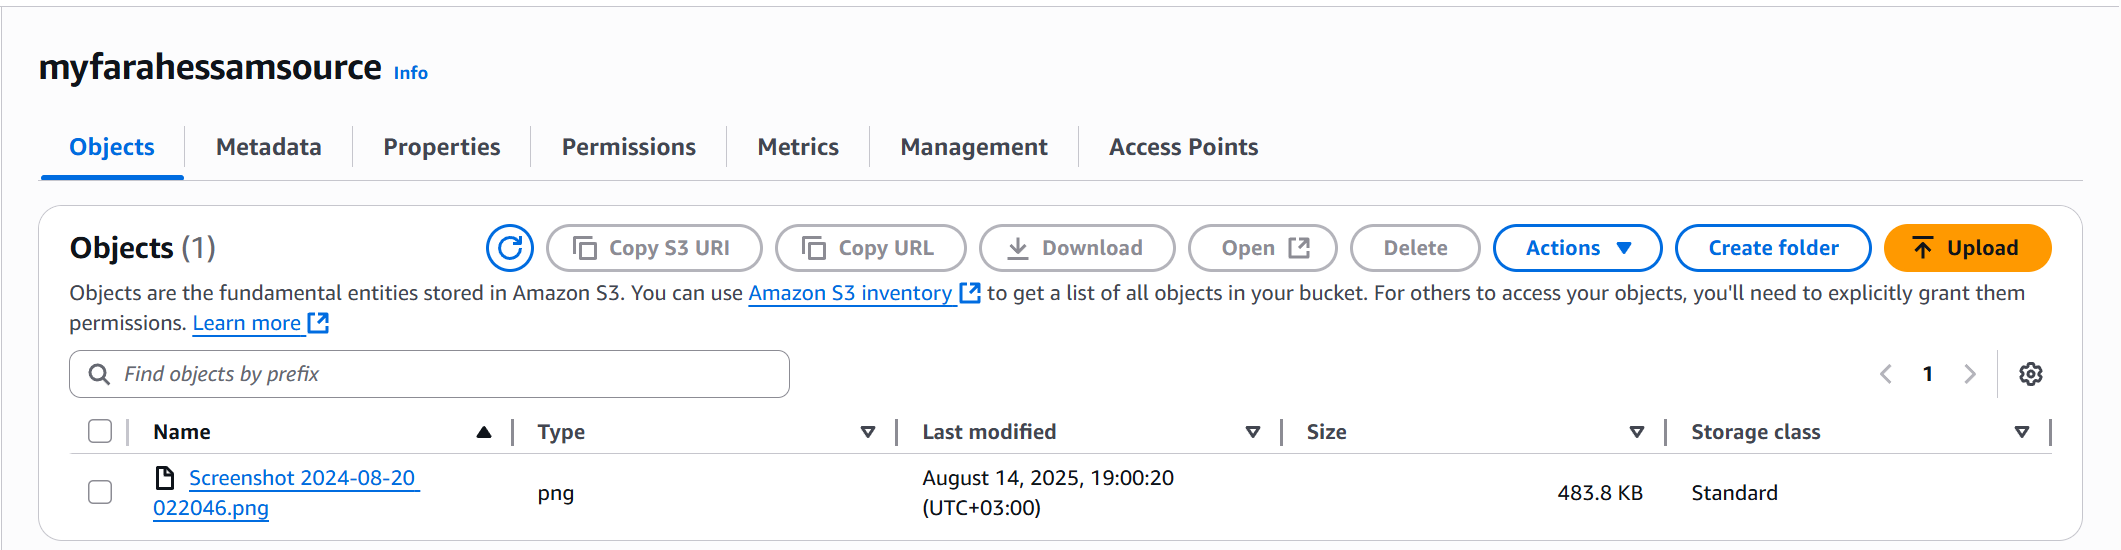 myfarahessamsource Info
Objects Metadata Properties Permissions Metrics Management Access Points
Objects (1) Copy S3 URI Copy URL Download Open Delete Actions Create folder Upload
Objects are the fundamental entities stored in Amazon S3. You can use Amazon S3 inventory to get a list of all objects in your bucket. For others to access your objects, you'll need to explicitly grant them
permissions. Learn more
Find objects by prefix 1
Name Type Last modified Size Storage class
Screenshot 2024-08-20 August 14, 2025, 19:00:20
png 483.8 KB Standard
022046.png (UTC+03:00)